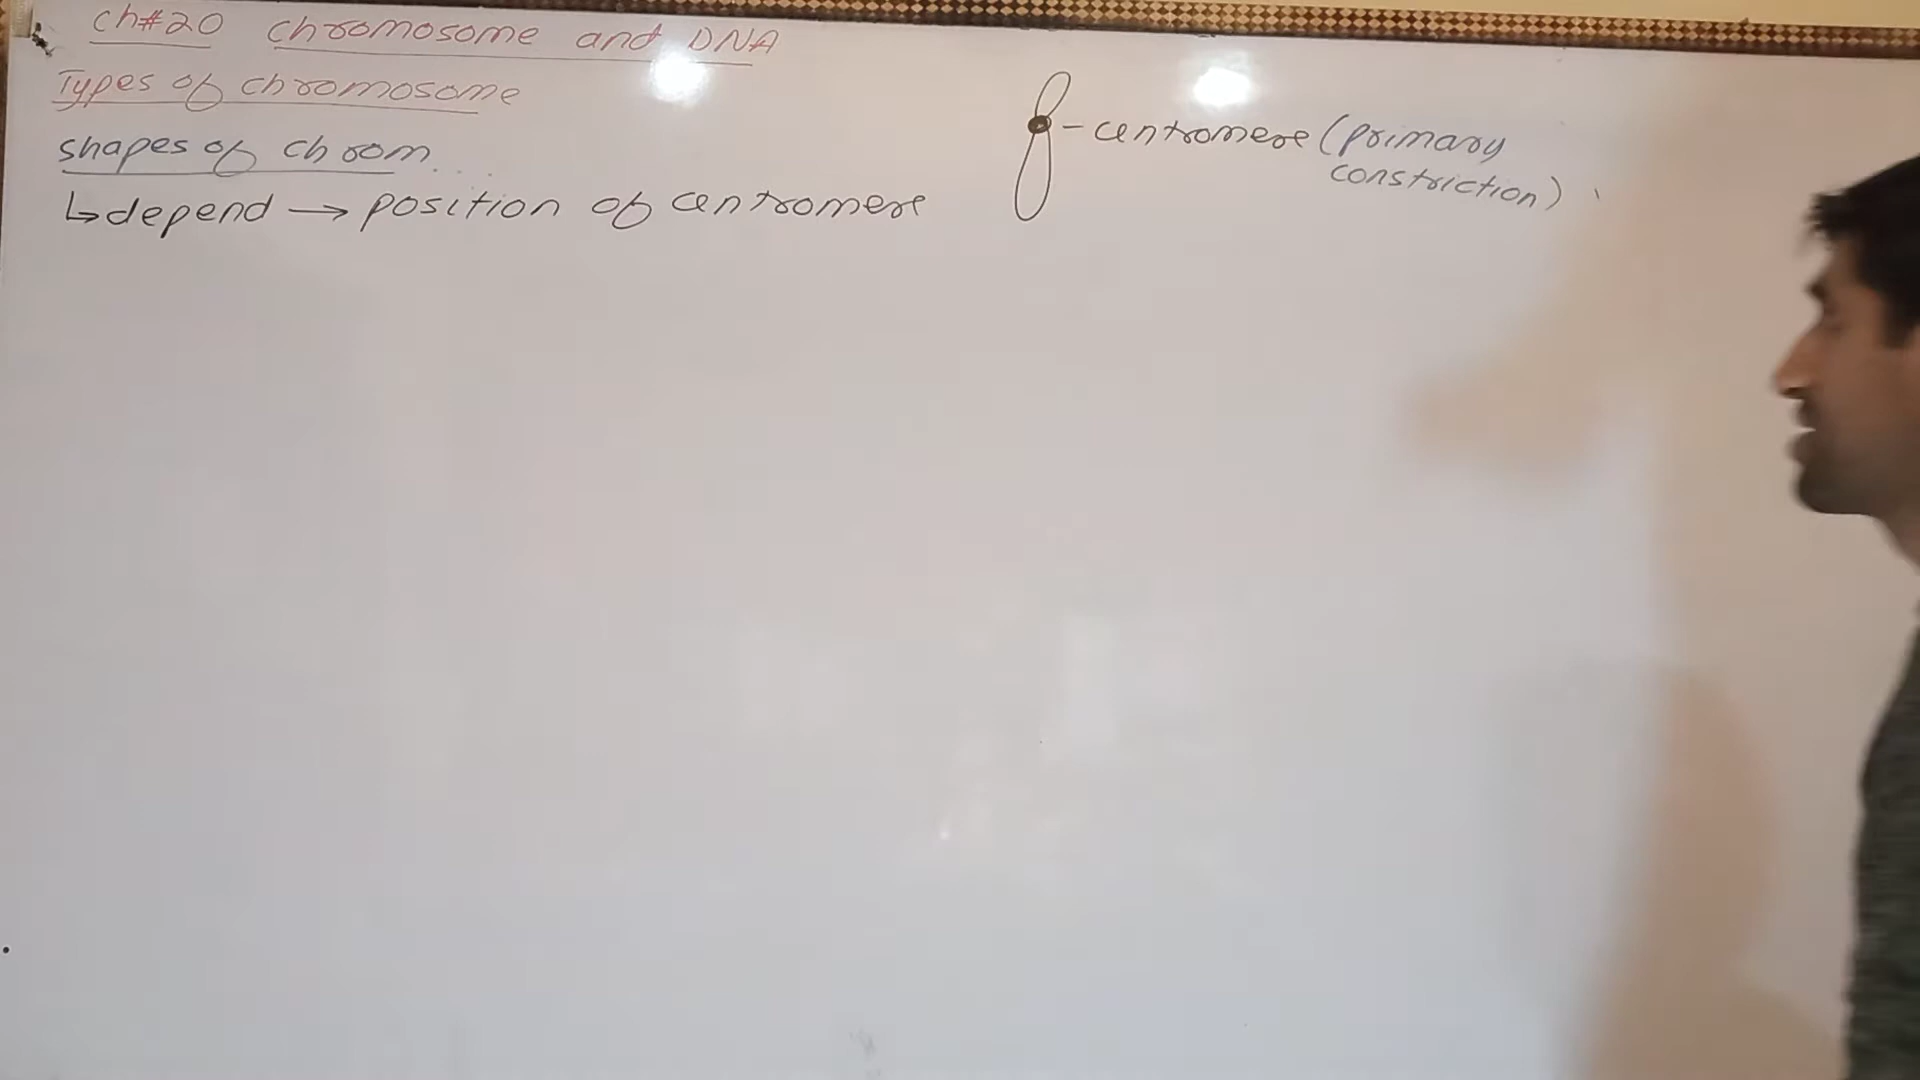 ch#20 chromosome and DNA
Types of chromosome
shapes of chrom....
↳depend → position of centromere
- centromere (primary
constriction)